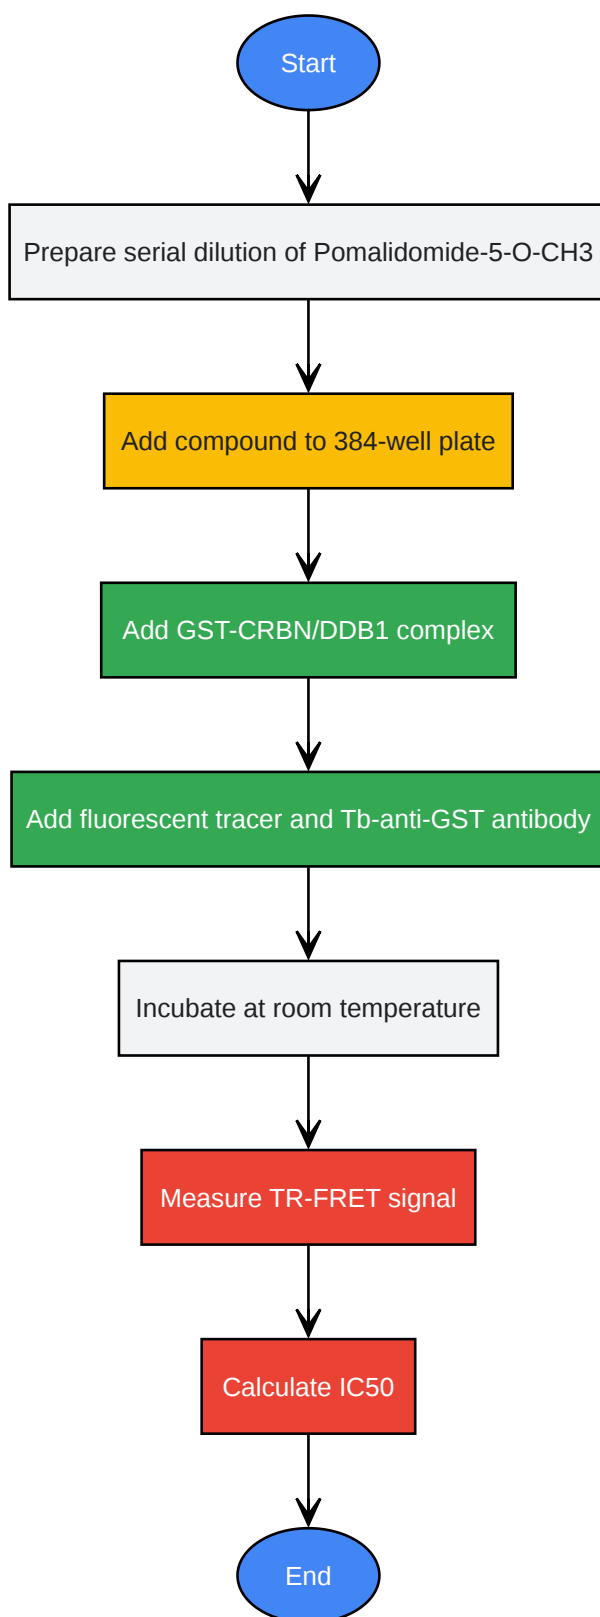 Start
Prepare serial dilution of Pomalidomide-5-O-CH3
Add compound to 384-well plate
Add GST-CRBN/DDB1 complex
Add fluorescent tracer and Tb-anti-GST antibody
Incubate at room temperature
Measure TR-FRET signal
Calculate IC50
End